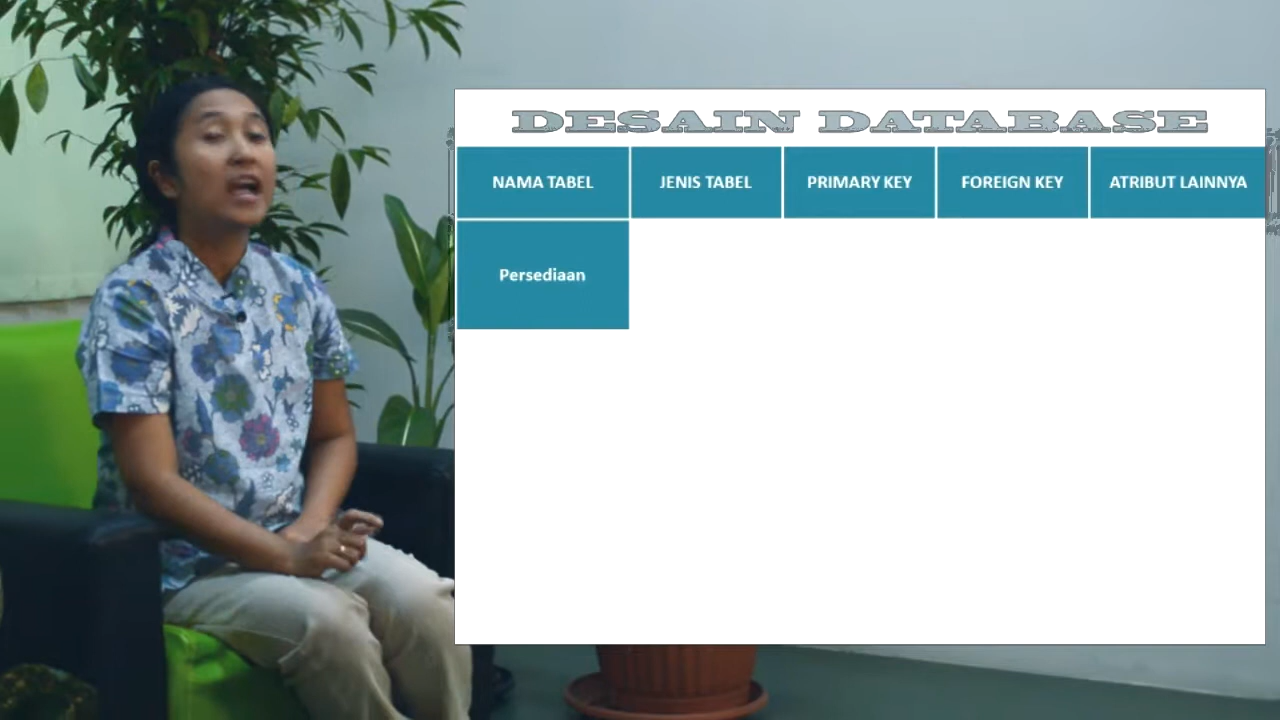 DESAIN DATABASE
NAMA TABEL JENIS TABEL PRIMARY KEY FOREIGN KEY ATRIBUT LAINNYA
Persediaan